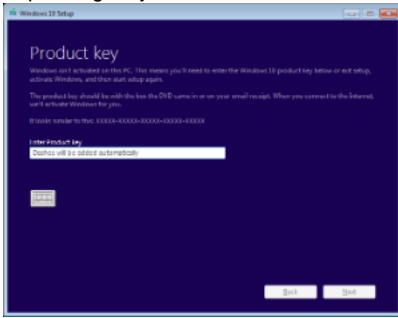 Windows 10 Setup
Product key
Windows isn't activated on this PC. This means you'll need to enter the Windows 10 product key below or exit setup,
activate Windows, and then start setup again.
The product key should be with the box the DVD came in or on your email receipt. When you connect to the Internet,
we'll activate Windows for you.
It looks similar to this: XXXXX-XXXXX-XXXXX-XXXXX-XXXXX
Enter Product key
Dashes will be added automatically
Back
Next